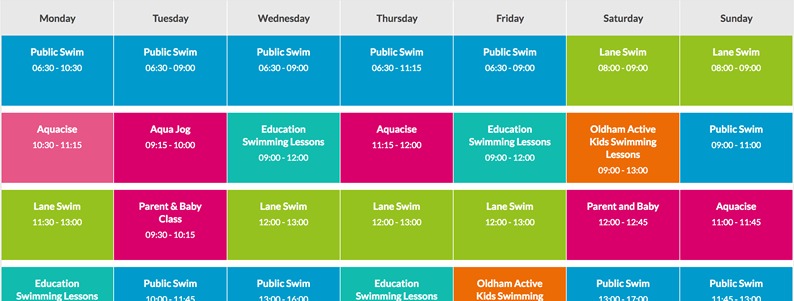 Monday Tuesday Wednesday Thursday Friday Saturday Sunday
Public Swim Public Swim Public Swim Public Swim Public Swim Lane Swim Lane Swim
06:30 - 10:30 06:30 - 09:00 06:30 - 09:00 06:30 - 11:15 06:30 - 09:00 08:00 - 09:00 08:00 - 09:00
Aquacise
10:30 - 11:15
Aqua Jog
09:15 - 10:00
Education
Swimming Lessons
09:00 - 12:00
Aquacise
11:15 - 12:00
Education
Swimming Lessons
09:00 - 12:00
Oldham Active
Kids Swimming
Lessons
09:00 - 13:00
Public Swim
09:00 - 11:00
Lane Swim
11:30 - 13:00
Parent & Baby
Class
09:30 - 10:15
Lane Swim
12:00 - 13:00
Lane Swim
12:00 - 13:00
Lane Swim
12:00 - 13:00
Parent and Baby
12:00 - 12:45
Aquacise
11:00 - 11:45
Education
Swimming Lessons
Public Swim
10:00 - 11:45
Public Swim
13:00 - 16:00
Education
Swimming Lessons
Oldham Active
Kids Swimming
Public Swim
13:00 - 17:00
Public Swim
11:45 - 13:00